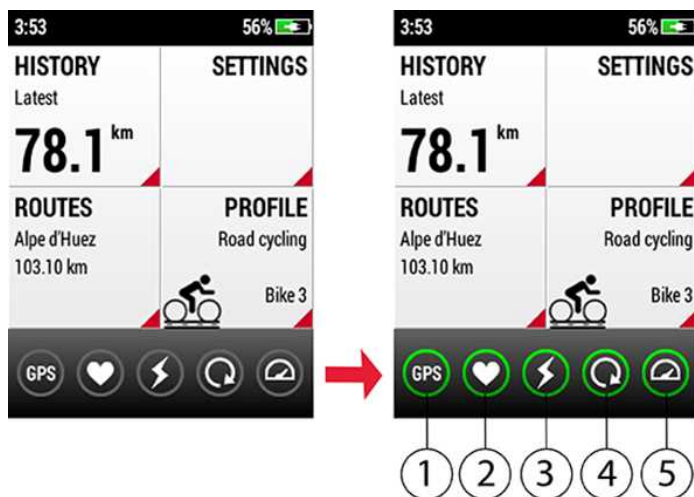 3:53 56%
HISTORY
Latest
78.1 km
SETTINGS
ROUTES
Alpe d'Huez
103.10 km
PROFILE
Road cycling
Bike 3
GPS
3:53 56%
HISTORY
Latest
78.1 km
SETTINGS
ROUTES
Alpe d'Huez
103.10 km
PROFILE
Road cycling
Bike 3
GPS
1 2 3 4 5